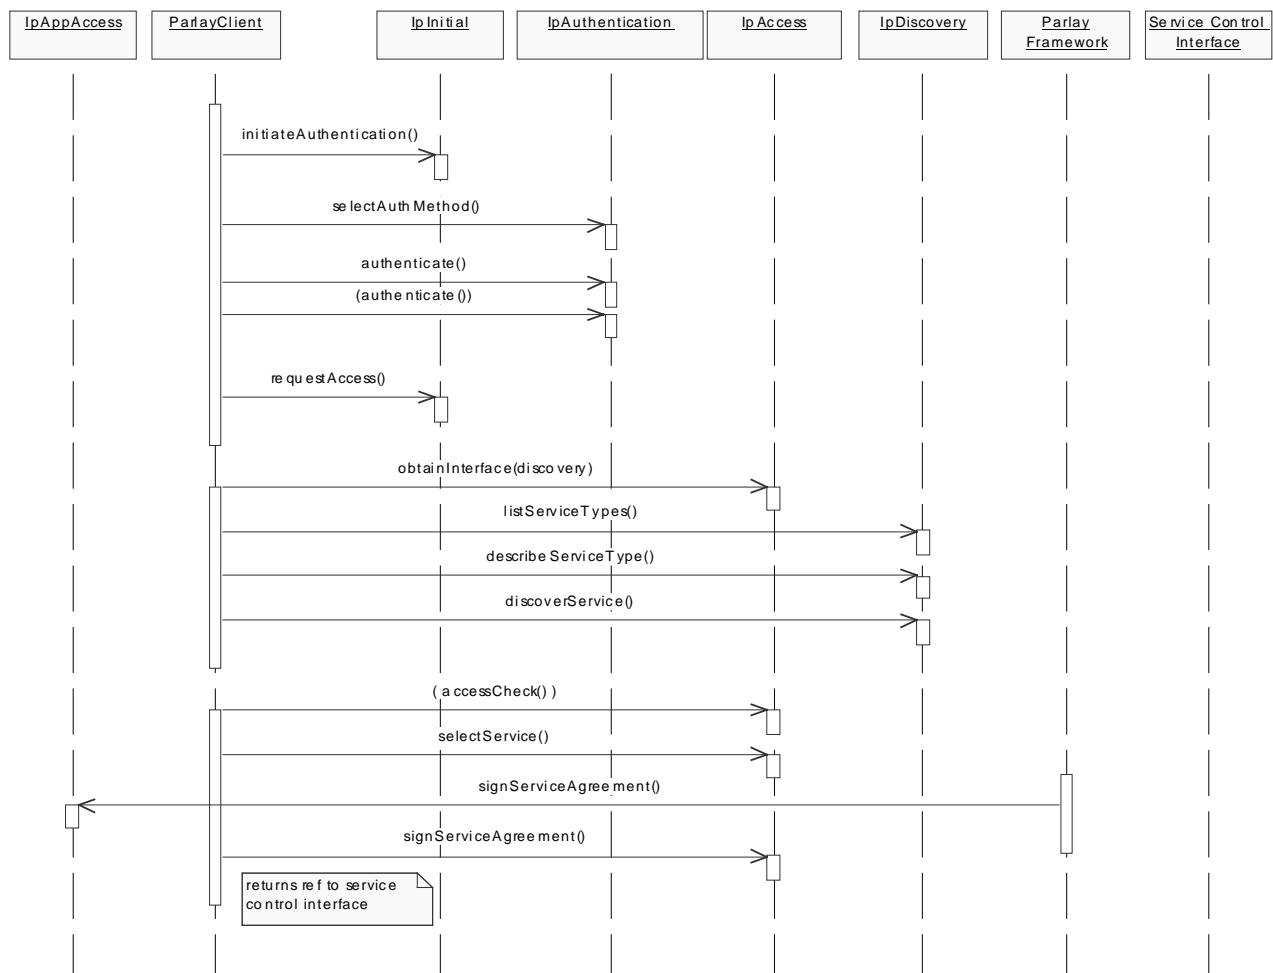 IpAppAccess
ParlayClient
IpInitial
IpAuthentication
IpAccess
IpDiscovery
Parlay
Framework
Service Control
Interface
initiateAuthentication()
selectAuthMethod()
authenticate()
(authenticate())
requestAccess()
obtainInterface(discovery)
listServiceTypes()
describeServiceType()
discoverService()
( accessCheck() )
selectService()
signServiceAgreement()
signServiceAgreement()
returns ref to service
control interface